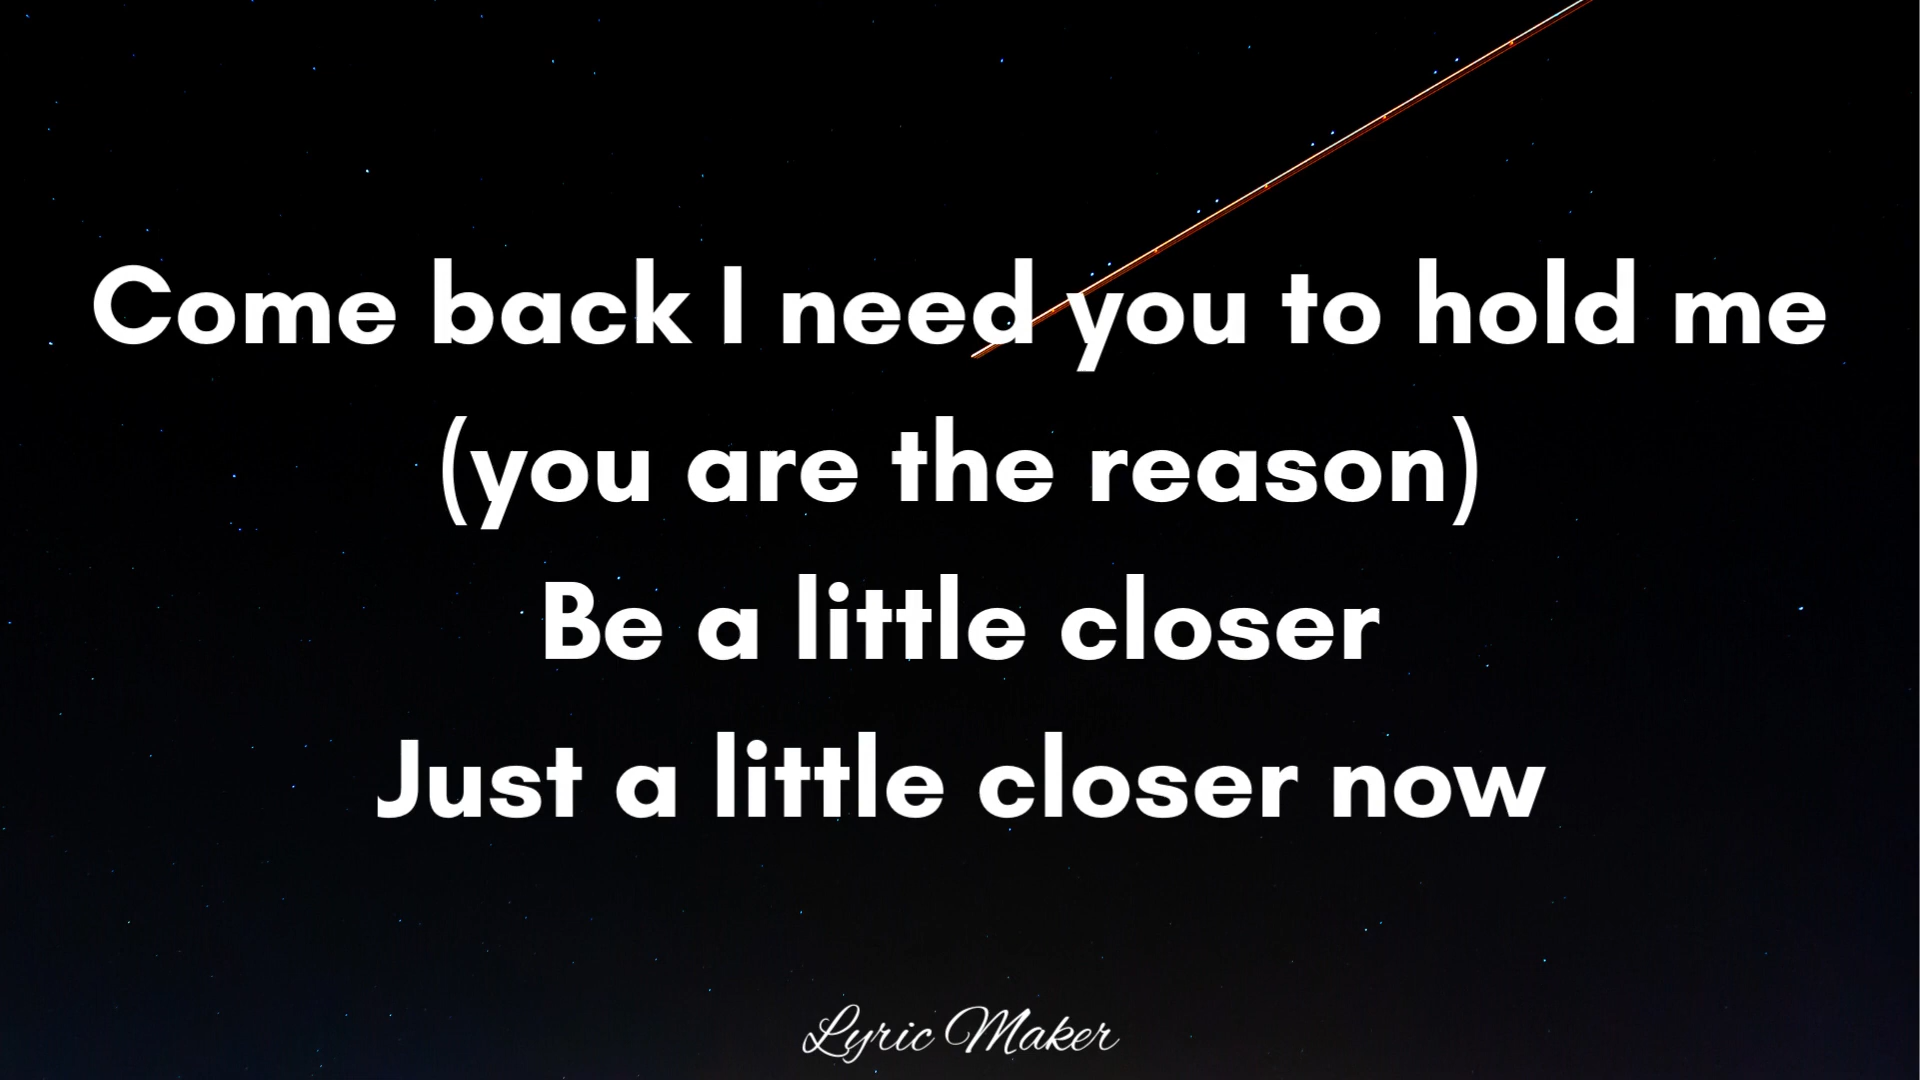 Come back I need you to hold me
(you are the reason)
Be a little closer
Just a little closer now
Lyric Maker